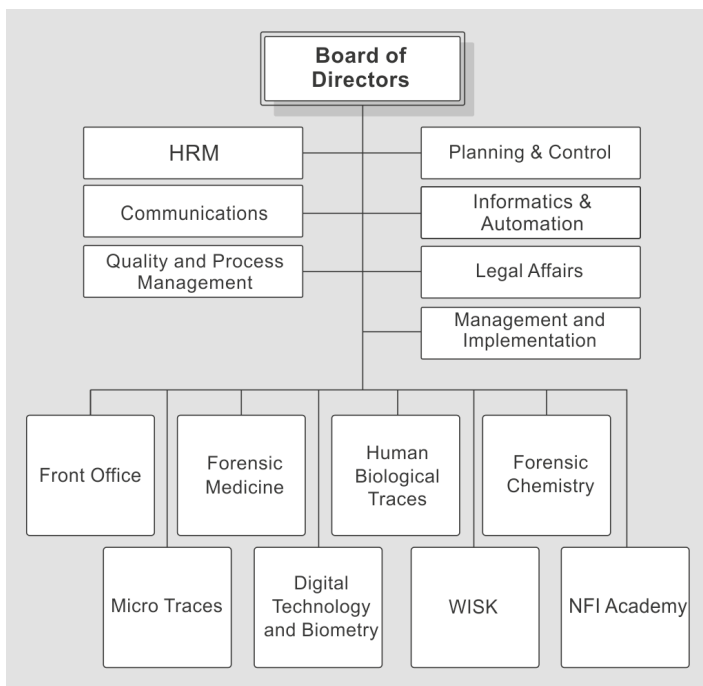 Board of
Directors
HRM
Planning & Control
Communications
Informatics &
Automation
Quality and Process
Management
Legal Affairs
Management and
Implementation
Front Office
Forensic
Medicine
Human
Biological
Traces
Forensic
Chemistry
Micro Traces
Digital
Technology
and Biometry
WISK
NFI Academy